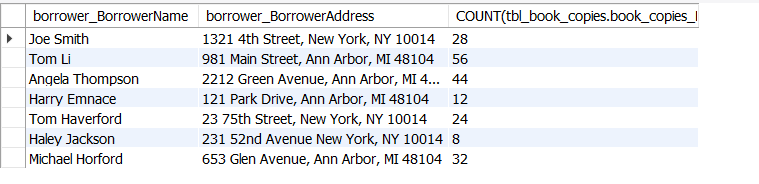 borrower_BorrowerName borrower_BorrowerAddress COUNT(tbl_book_copies.book_copies_
Joe Smith 1321 4th Street, New York, NY 10014 28
Tom Li 981 Main Street, Ann Arbor, MI 48104 56
Angela Thompson 2212 Green Avenue, Ann Arbor, MI 4... 44
Harry Emnace 121 Park Drive, Ann Arbor, MI 48104 12
Tom Haverford 23 75th Street, New York, NY 10014 24
Haley Jackson 231 52nd Avenue New York, NY 10014 8
Michael Horford 653 Glen Avenue, Ann Arbor, MI 48104 32